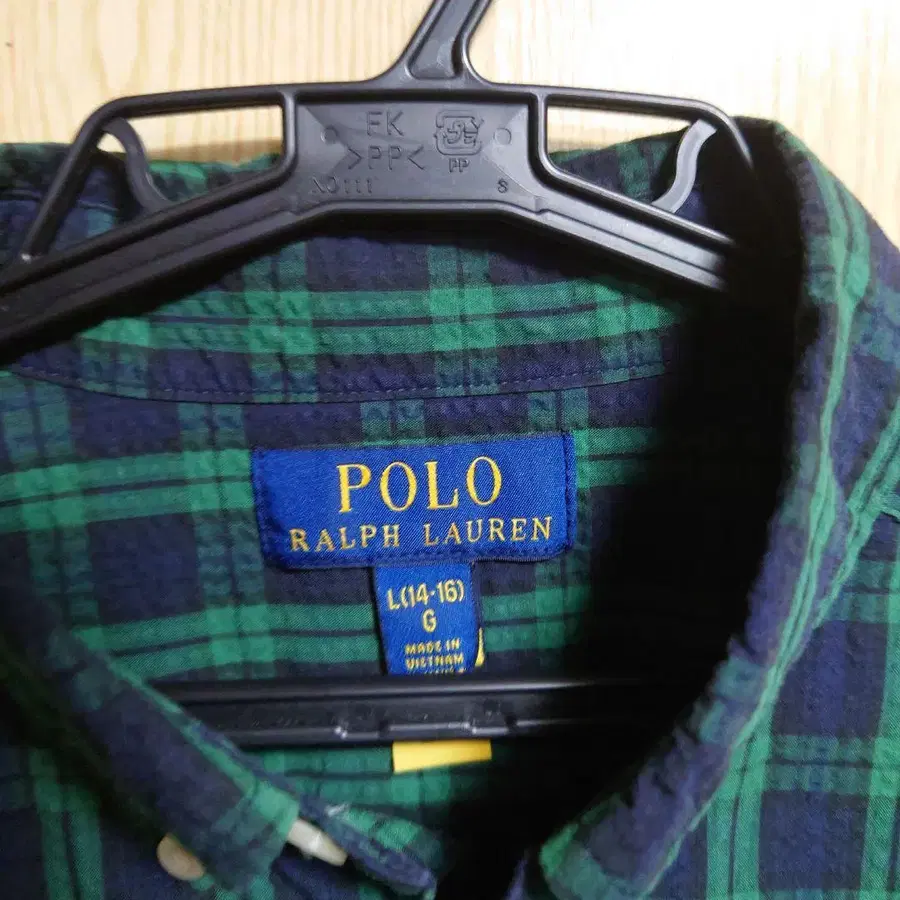 FK
>PP<
PP
S
POLO
RALPH LAUREN
L(14-16)
G
MADE IN
VIETNAM